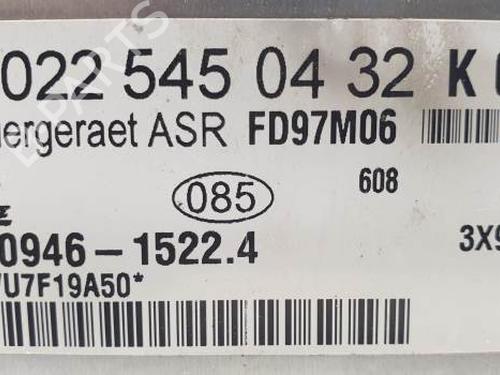 022 545 04 32 K
ergeraet ASR FD97M06
085
608
0946-1522.4
3X9
U7F19A50*